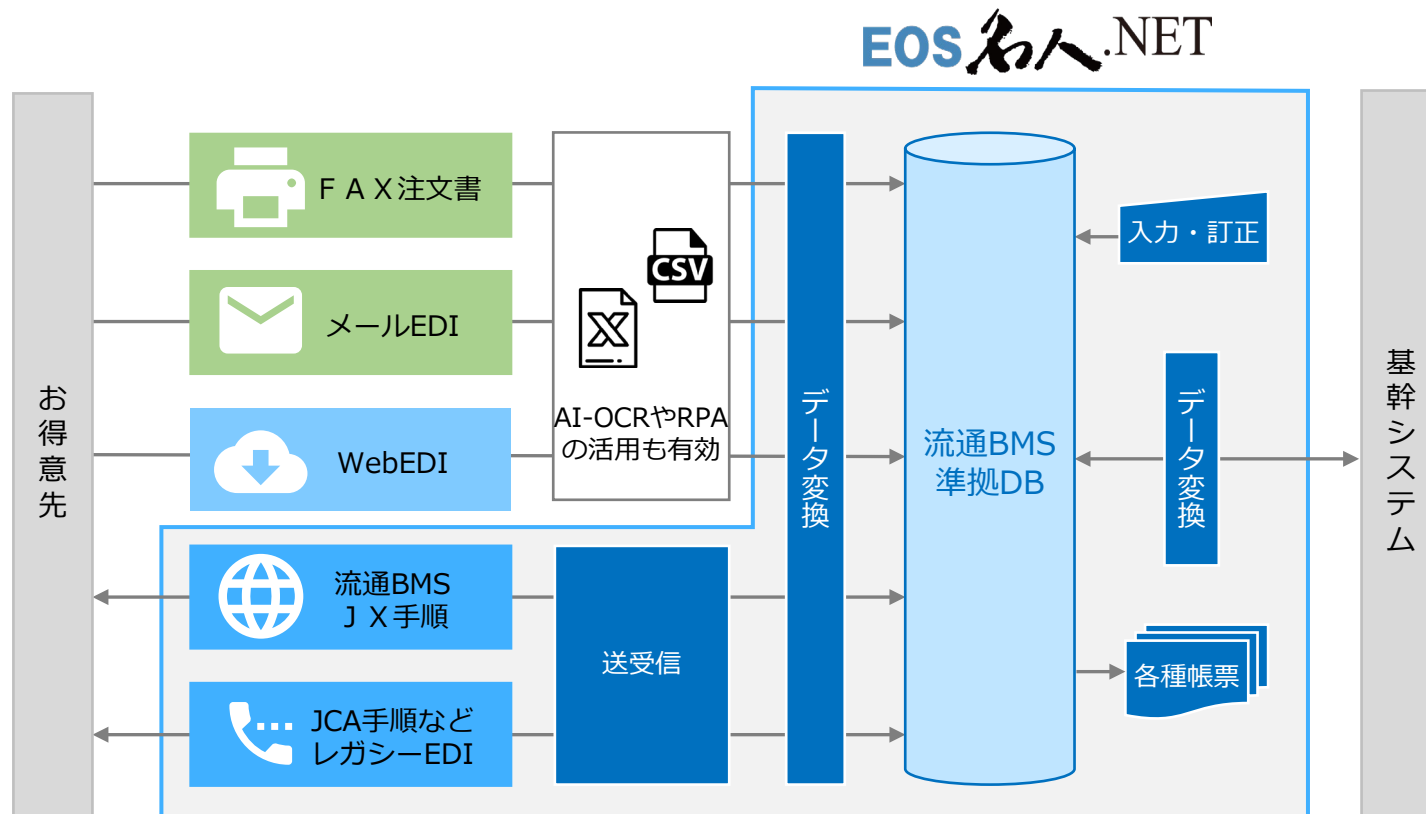 EOS名人.NET
お得意先
ＦＡＸ注文書
メールEDI
WebEDI
流通BMS
ＪＸ手順
JCA手順など
レガシーEDI
CSV
X
AI-OCRやRPA
の活用も有効
送受信
データ変換
流通BMS
準拠DB
入力・訂正
データ変換
各種帳票
基幹システム